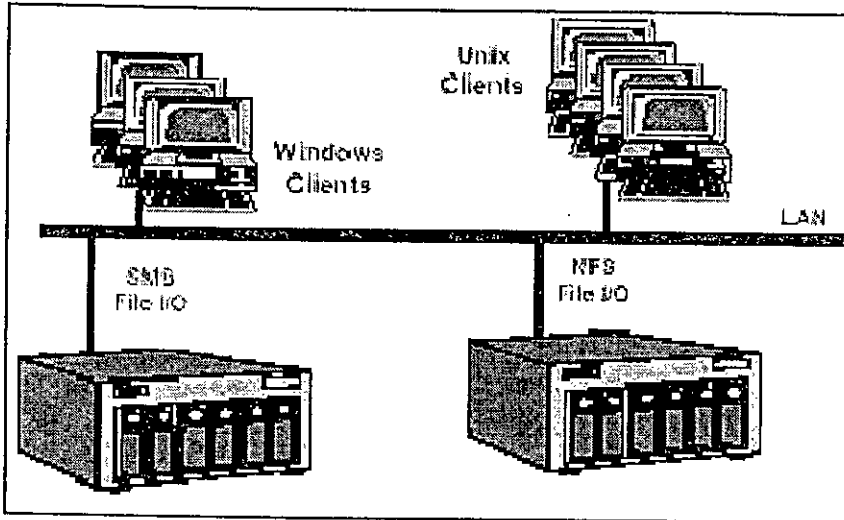 Unix
Clients
Windows
Clients
LAN
SMB
File I/O
NFS
File I/O